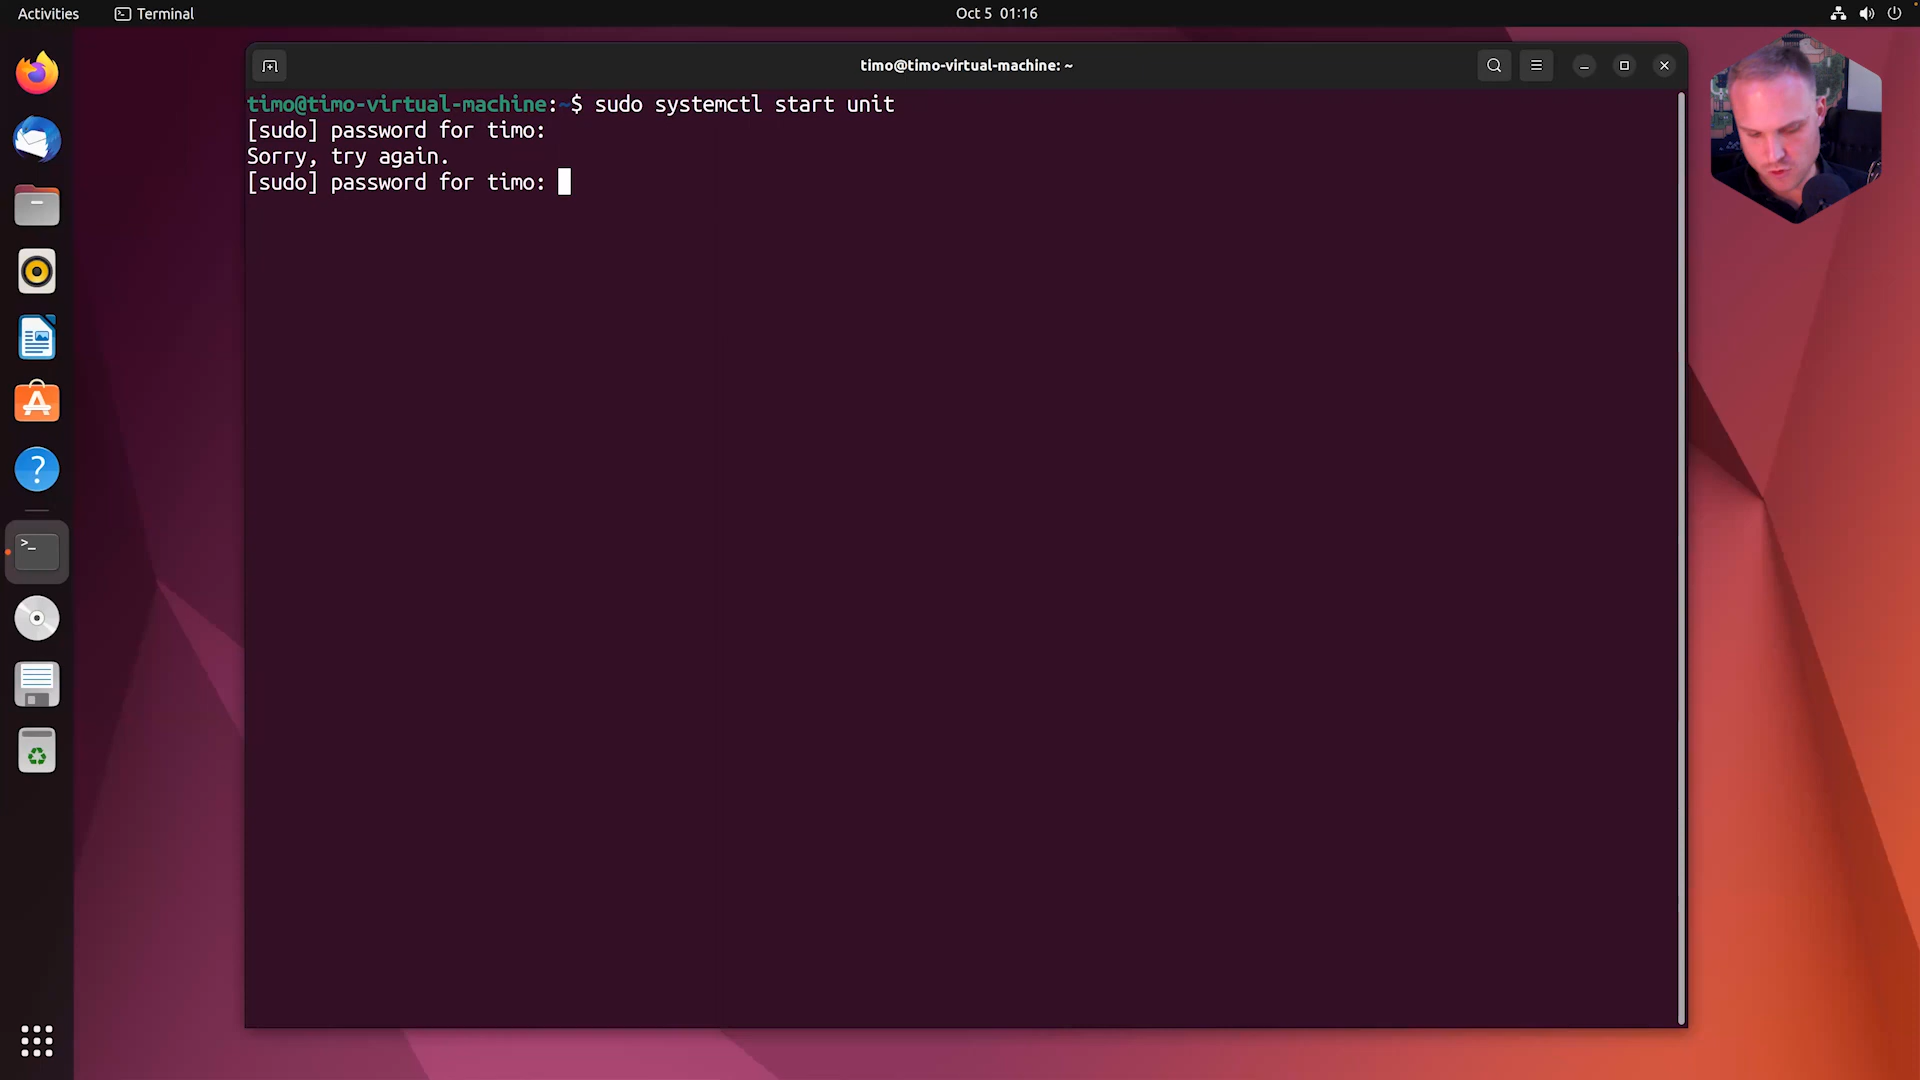 Activities Terminal Oct 5 01:16
timo@timo-virtual-machine: ~
timo@timo-virtual-machine:~$ sudo systemctl start unit
[sudo] password for timo:
Sorry, try again.
[sudo] password for timo: